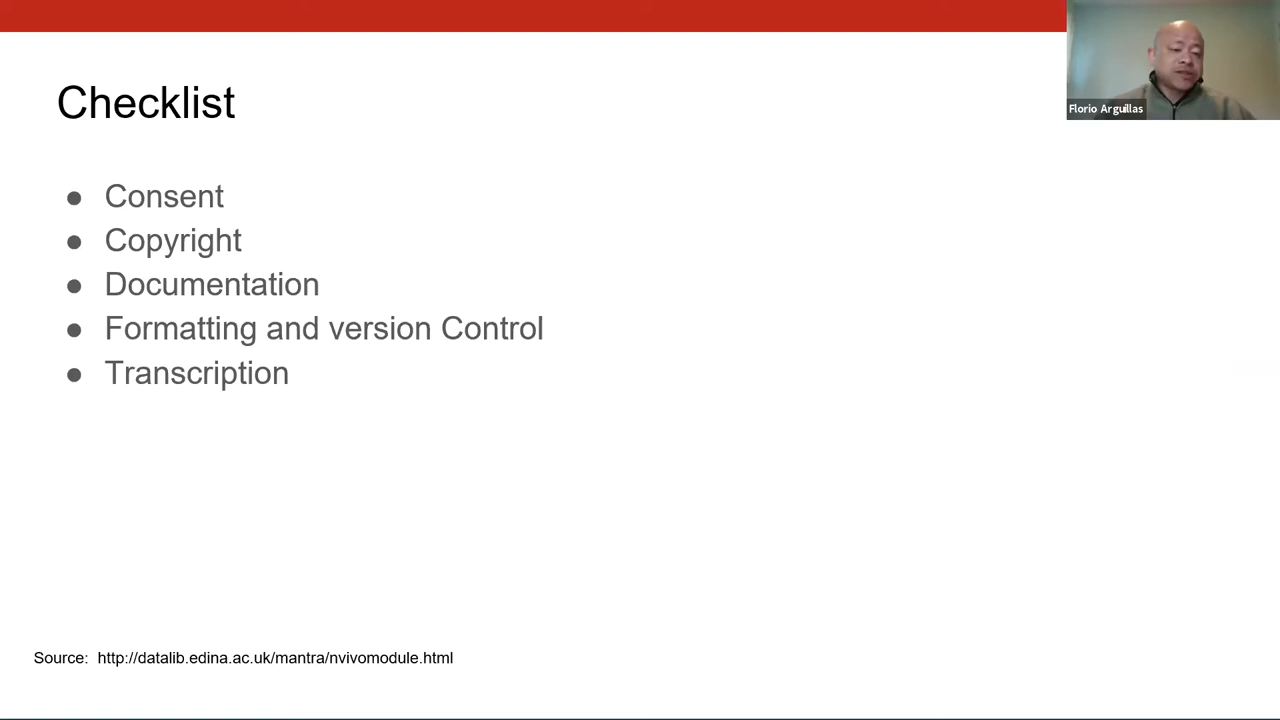 Checklist
Florio Arguillas
● Consent
● Copyright
● Documentation
● Formatting and version Control
● Transcription
Source: http://datalib.edina.ac.uk/mantra/nvivomodule.html